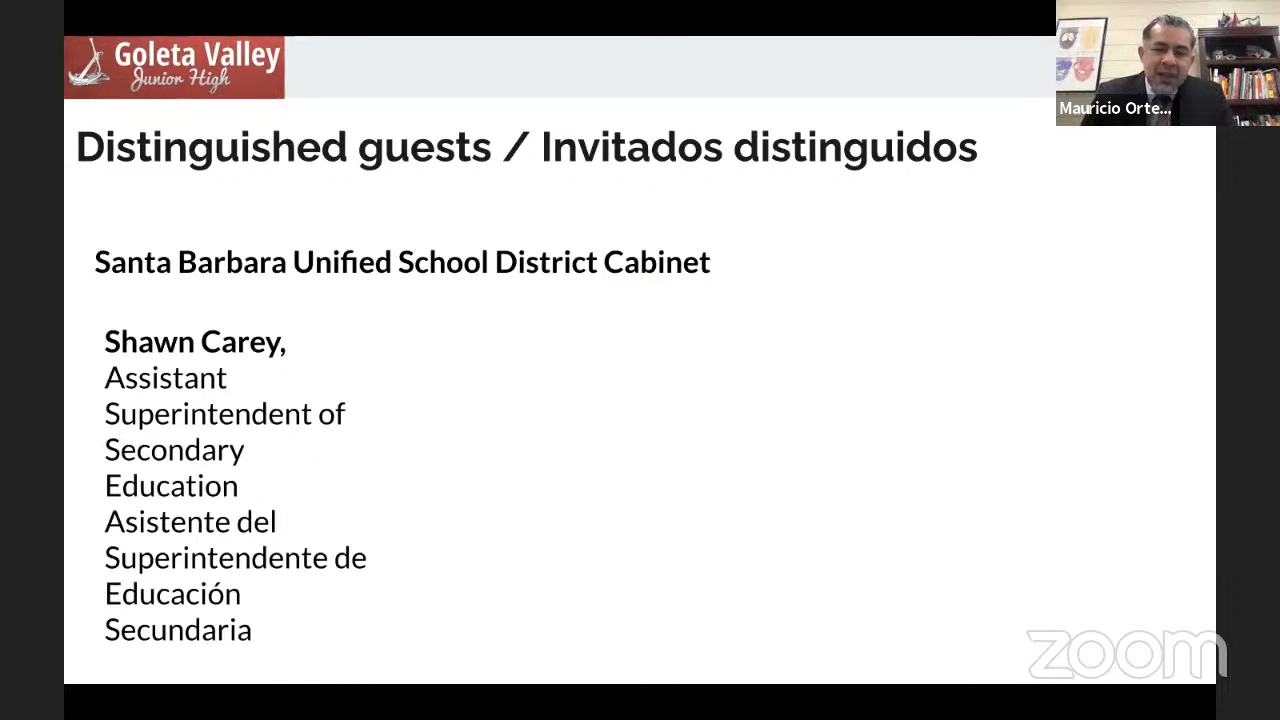 Goleta Valley
Junior High
Mauricio Orte...
Distinguished guests / Invitados distinguidos
Santa Barbara Unified School District Cabinet
Shawn Carey,
Assistant
Superintendent of
Secondary
Education
Asistente del
Superintendente de
Educación
Secundaria
zoom